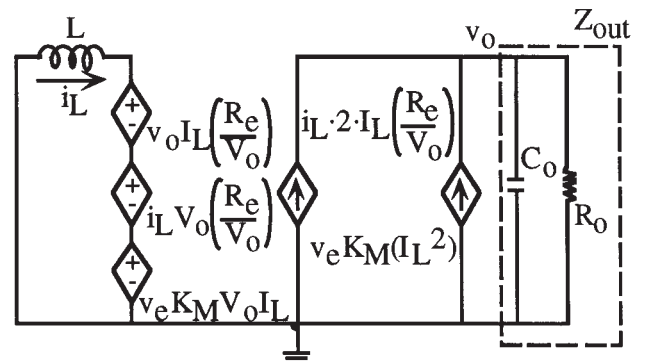 L
iL
+
-
voIL(Re/Vo)
+
-
iLVo(Re/Vo)
+
-
veKMVoIL
iL·2·IL(Re/Vo)
veKM(IL²)
vo
Zout
Co
Ro